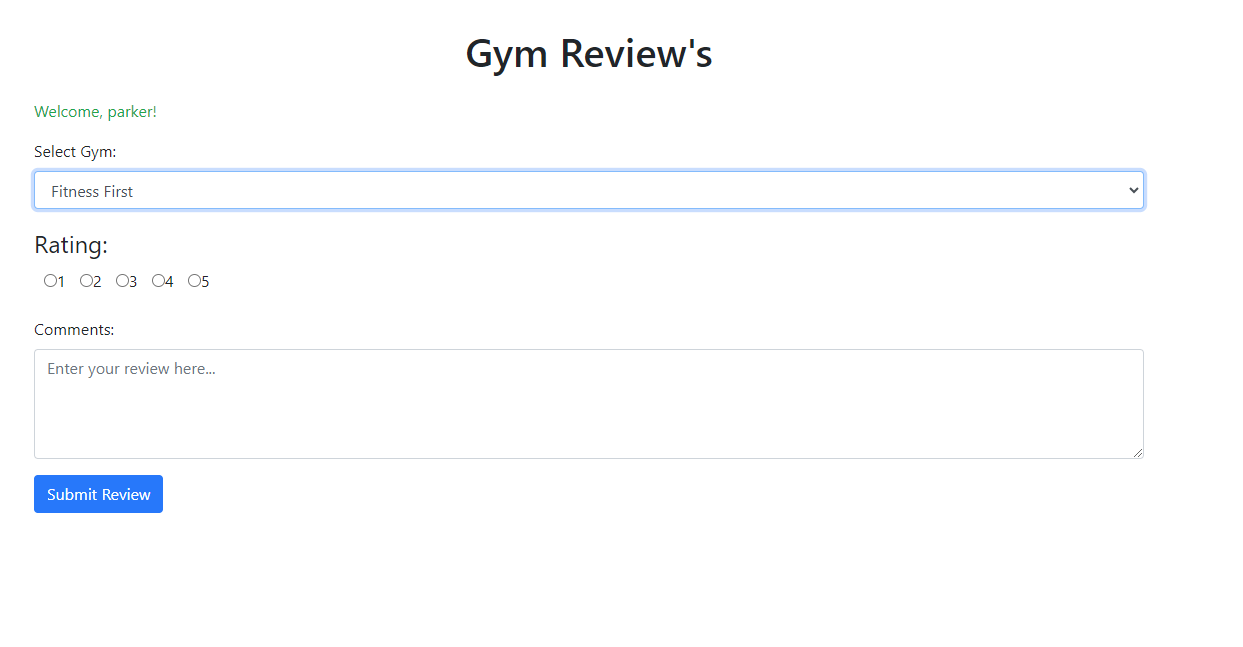 Gym Review's
Welcome, parker!
Select Gym:
Fitness First
Rating:
1 2 3 4 5
Comments:
Enter your review here...
Submit Review